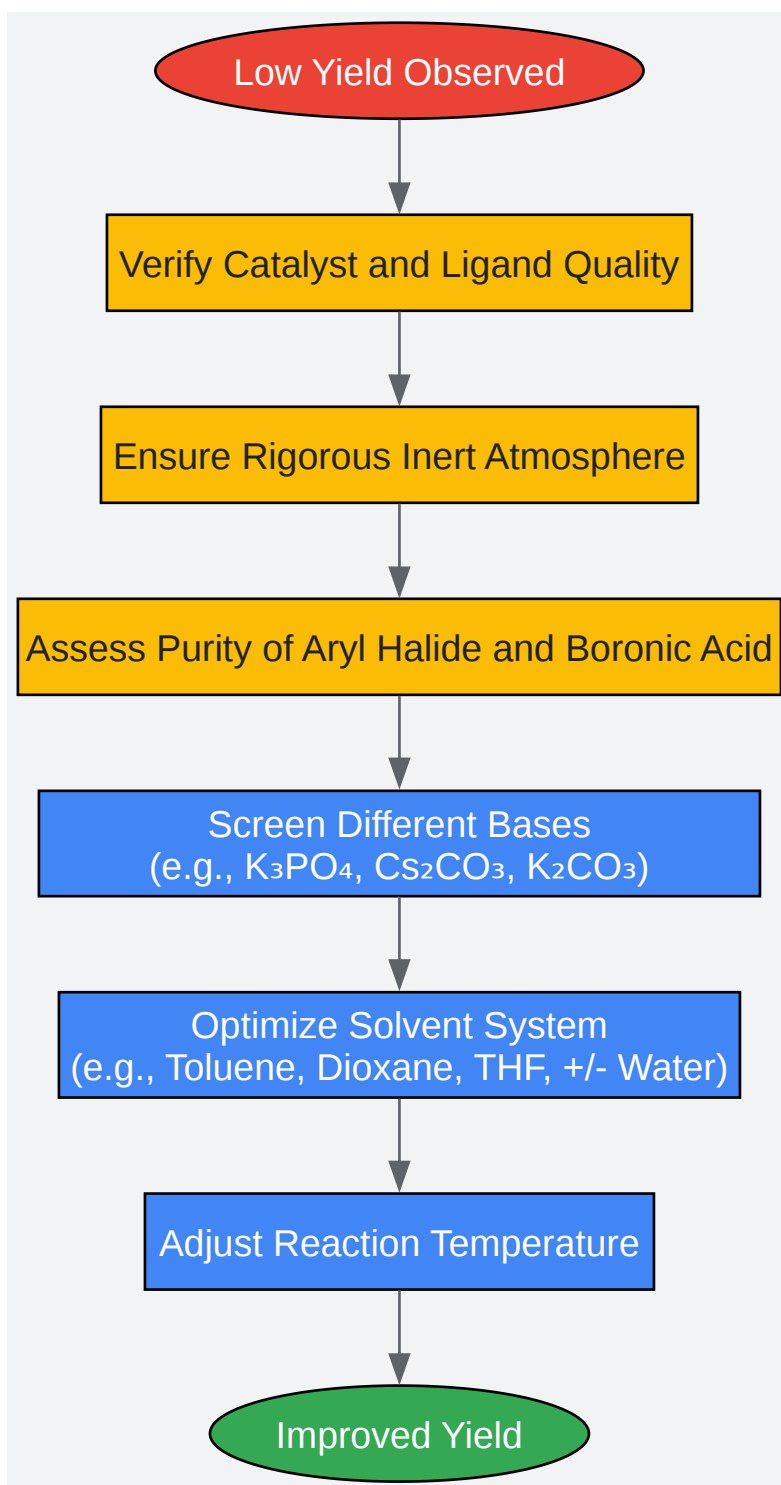 Low Yield Observed
Verify Catalyst and Ligand Quality
Ensure Rigorous Inert Atmosphere
Assess Purity of Aryl Halide and Boronic Acid
Screen Different Bases
(e.g., K₃PO₄, Cs₂CO₃, K₂CO₃)
Optimize Solvent System
(e.g., Toluene, Dioxane, THF, +/- Water)
Adjust Reaction Temperature
Improved Yield